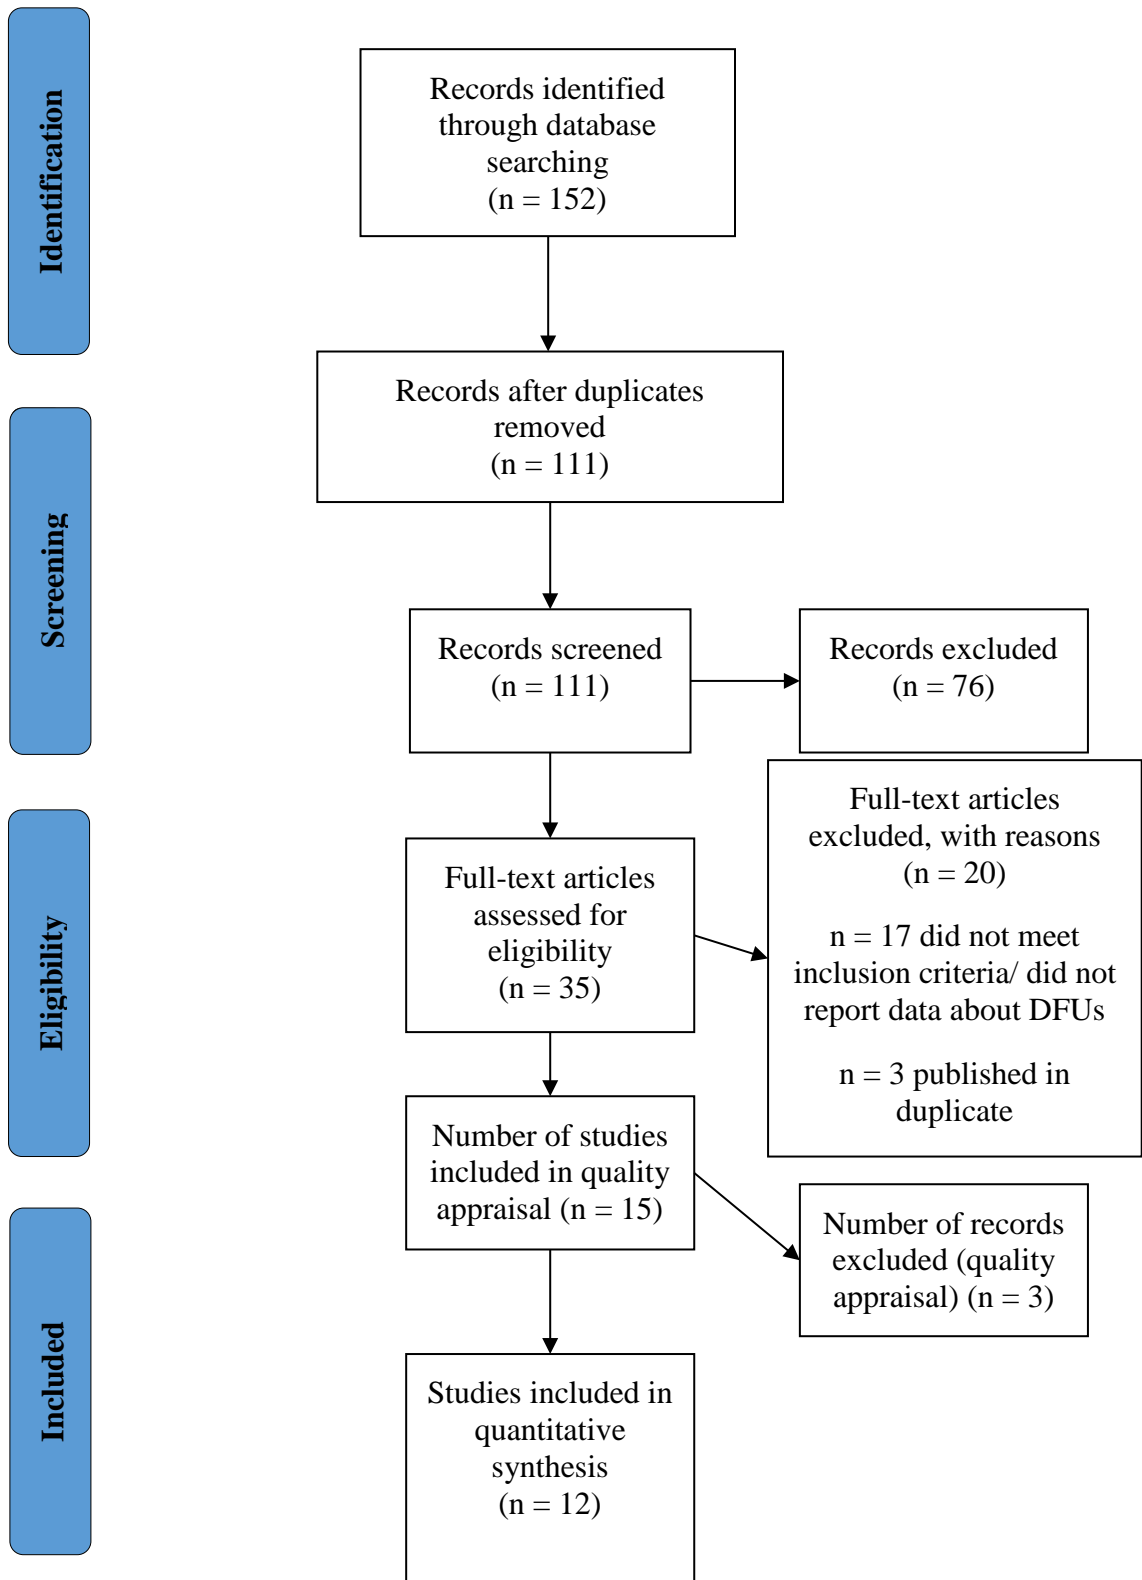 Identification
Records identified
through database
searching
(n = 152)
Records after duplicates
removed
(n = 111)
Screening
Records screened
(n = 111)
Records excluded
(n = 76)
Eligibility
Full-text articles
assessed for
eligibility
(n = 35)
Full-text articles
excluded, with reasons
(n = 20)
n = 17 did not meet
inclusion criteria/ did not
report data about DFUs
n = 3 published in
duplicate
Number of studies
included in quality
appraisal (n = 15)
Number of records
excluded (quality
appraisal) (n = 3)
Included
Studies included in
quantitative
synthesis
(n = 12)